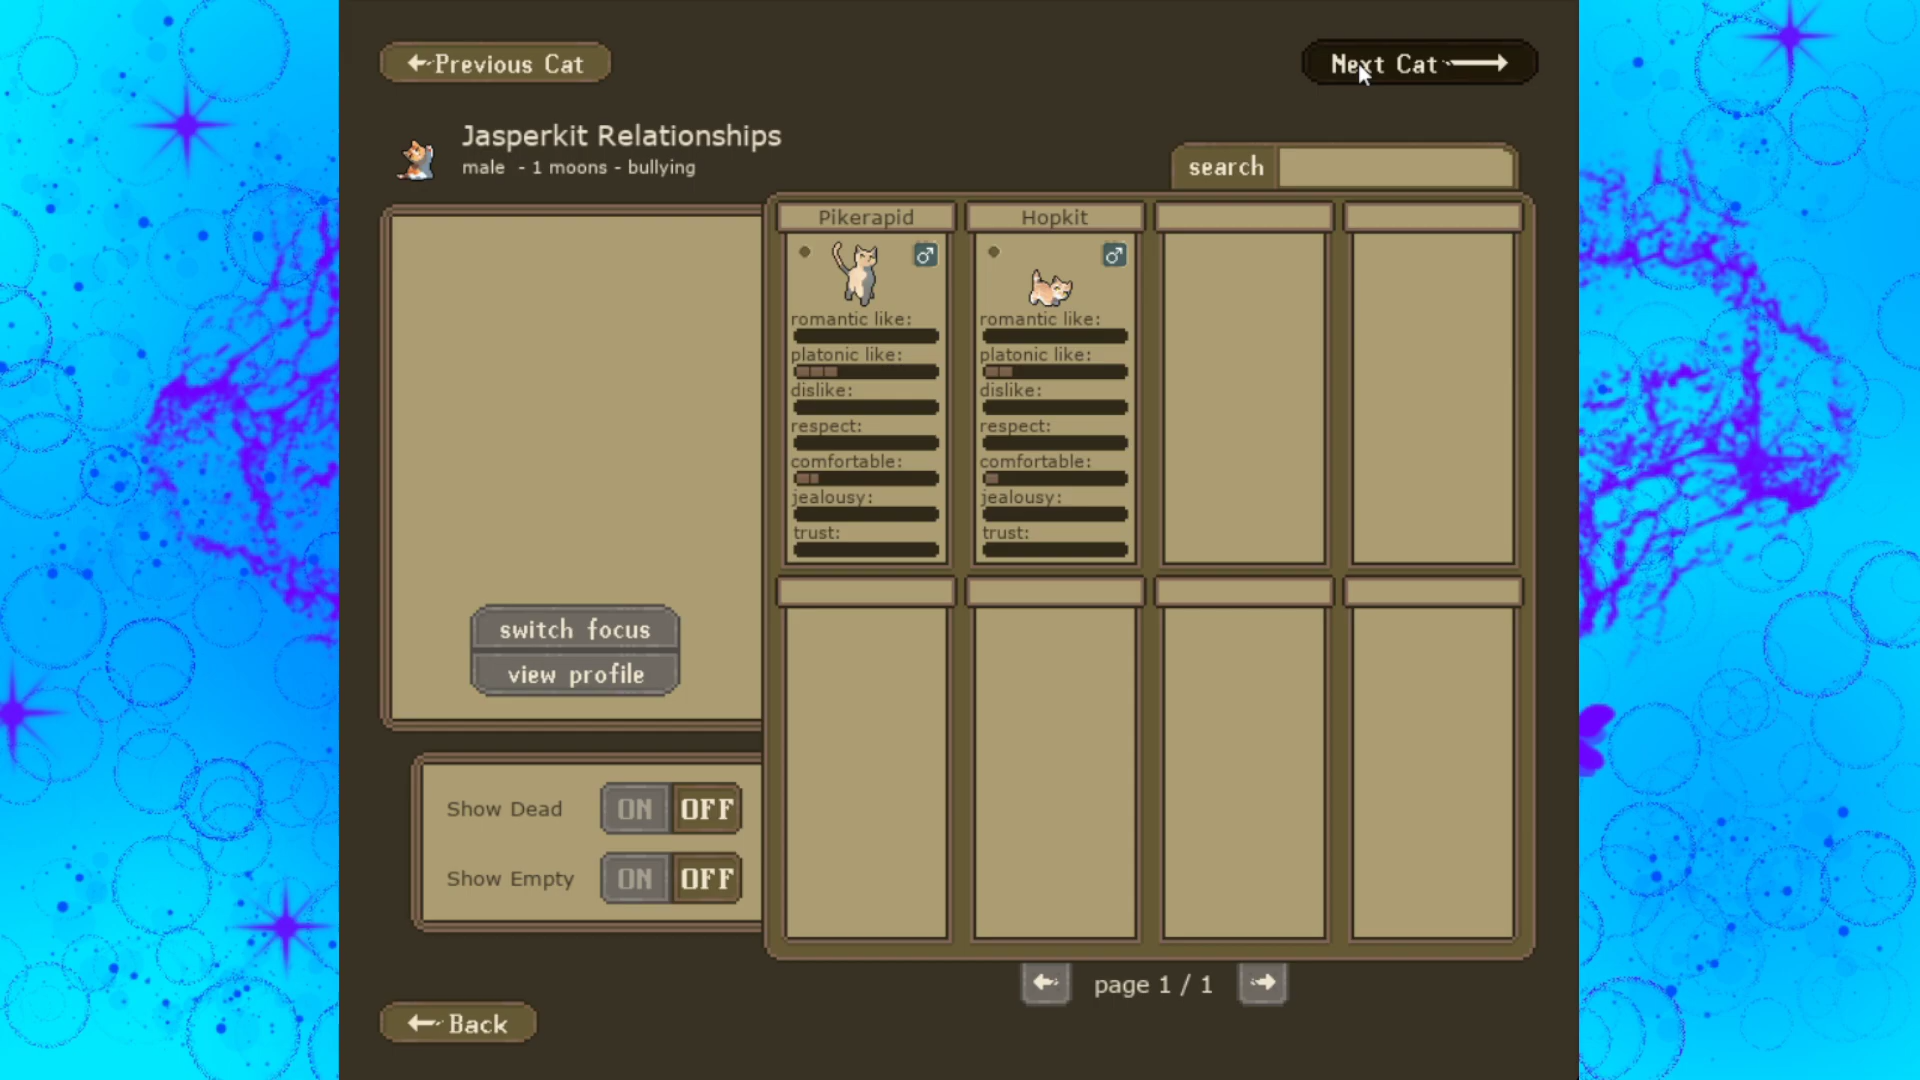 Previous Cat
Next Cat
Jasperkit Relationships
male - 1 moons - bullying
search
Pikerapid
romantic like:
platonic like:
dislike:
respect:
comfortable:
jealousy:
trust:
Hopkit
romantic like:
platonic like:
dislike:
respect:
comfortable:
jealousy:
trust:
switch focus
view profile
Show Dead ON OFF
Show Empty ON OFF
page 1 / 1
Back